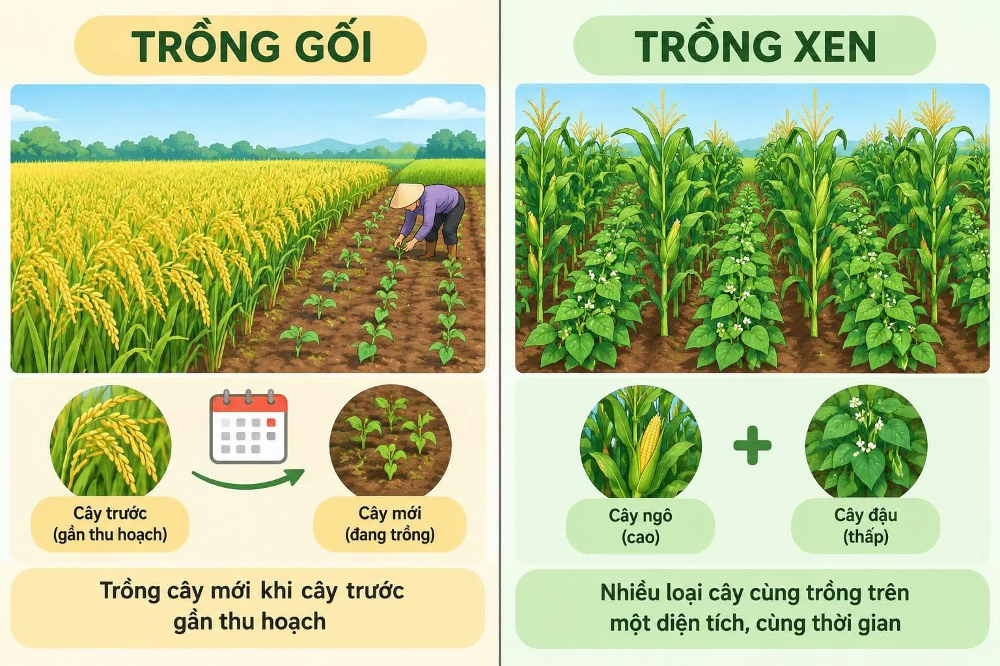 TRỒNG GỐI
Cây trước
(gần thu hoạch)
Cây mới
(đang trồng)
Trồng cây mới khi cây trước
gần thu hoạch
TRỒNG XEN
Cây ngô
(cao)
Cây đậu
(thấp)
Nhiều loại cây cùng trồng trên
một diện tích, cùng thời gian